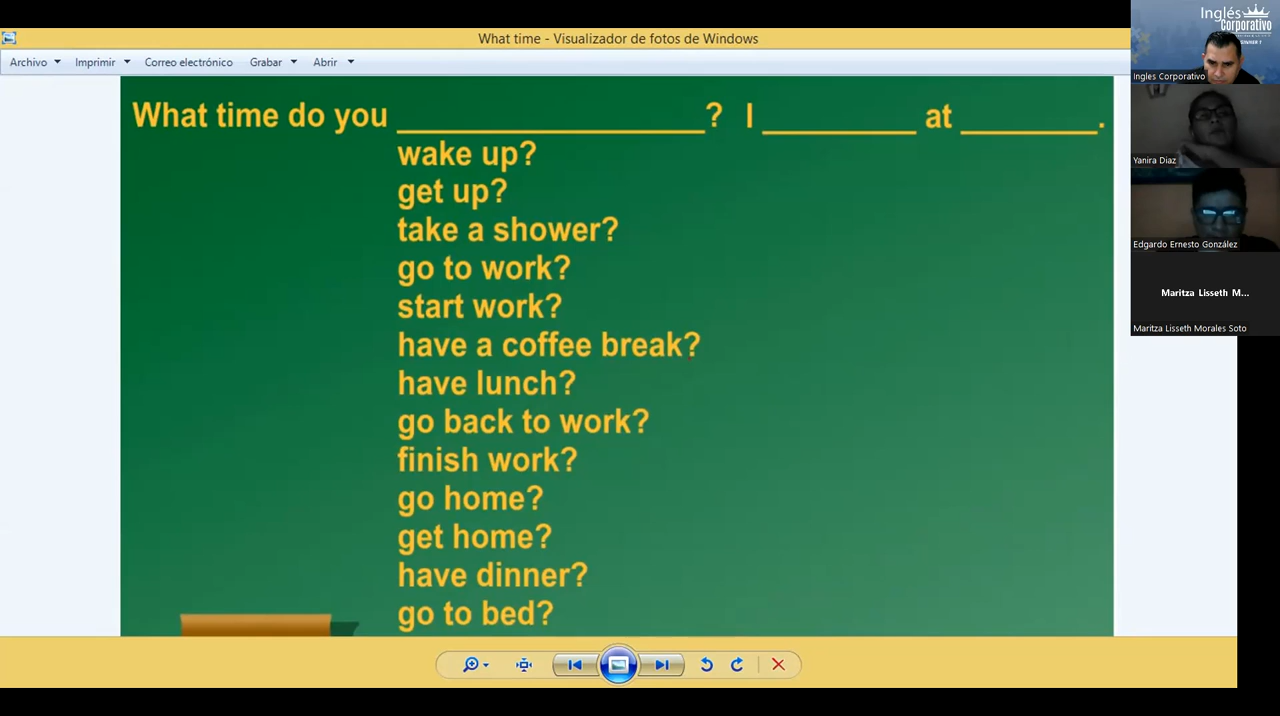 What time - Visualizador de fotos de Windows
Archivo Imprimir Correo electrónico Grabar Abrir
What time do you ____________________? I __________ at _________.
wake up?
get up?
take a shower?
go to work?
start work?
have a coffee break?
have lunch?
go back to work?
finish work?
go home?
get home?
have dinner?
go to bed?
Inglés
Corporativo
Ingles Corporativo
Yanira Diaz
Edgardo Ernesto González
Maritza Lisseth M...
Maritza Lisseth Morales Soto